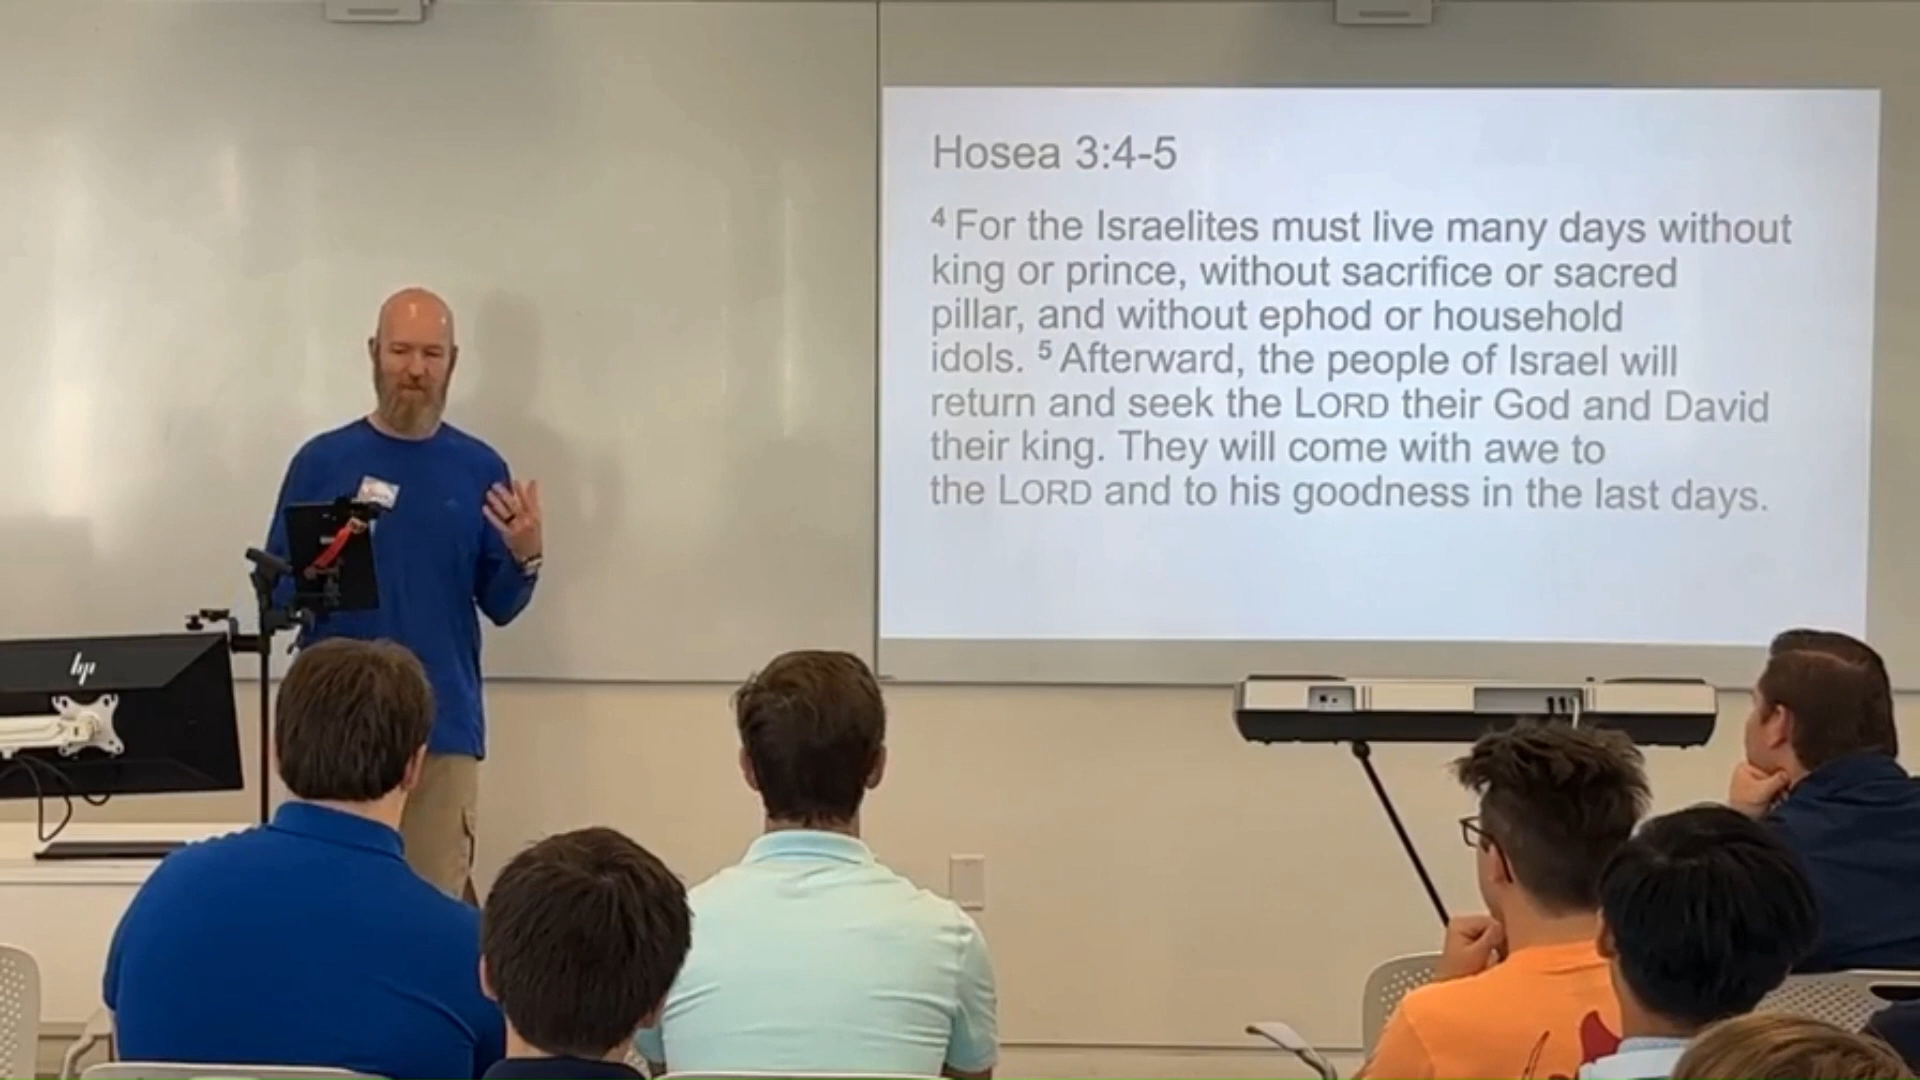 Hosea 3:4-5
⁴ For the Israelites must live many days without
king or prince, without sacrifice or sacred
pillar, and without ephod or household
idols. ⁵ Afterward, the people of Israel will
return and seek the LORD their God and David
their king. They will come with awe to
the LORD and to his goodness in the last days.
hp